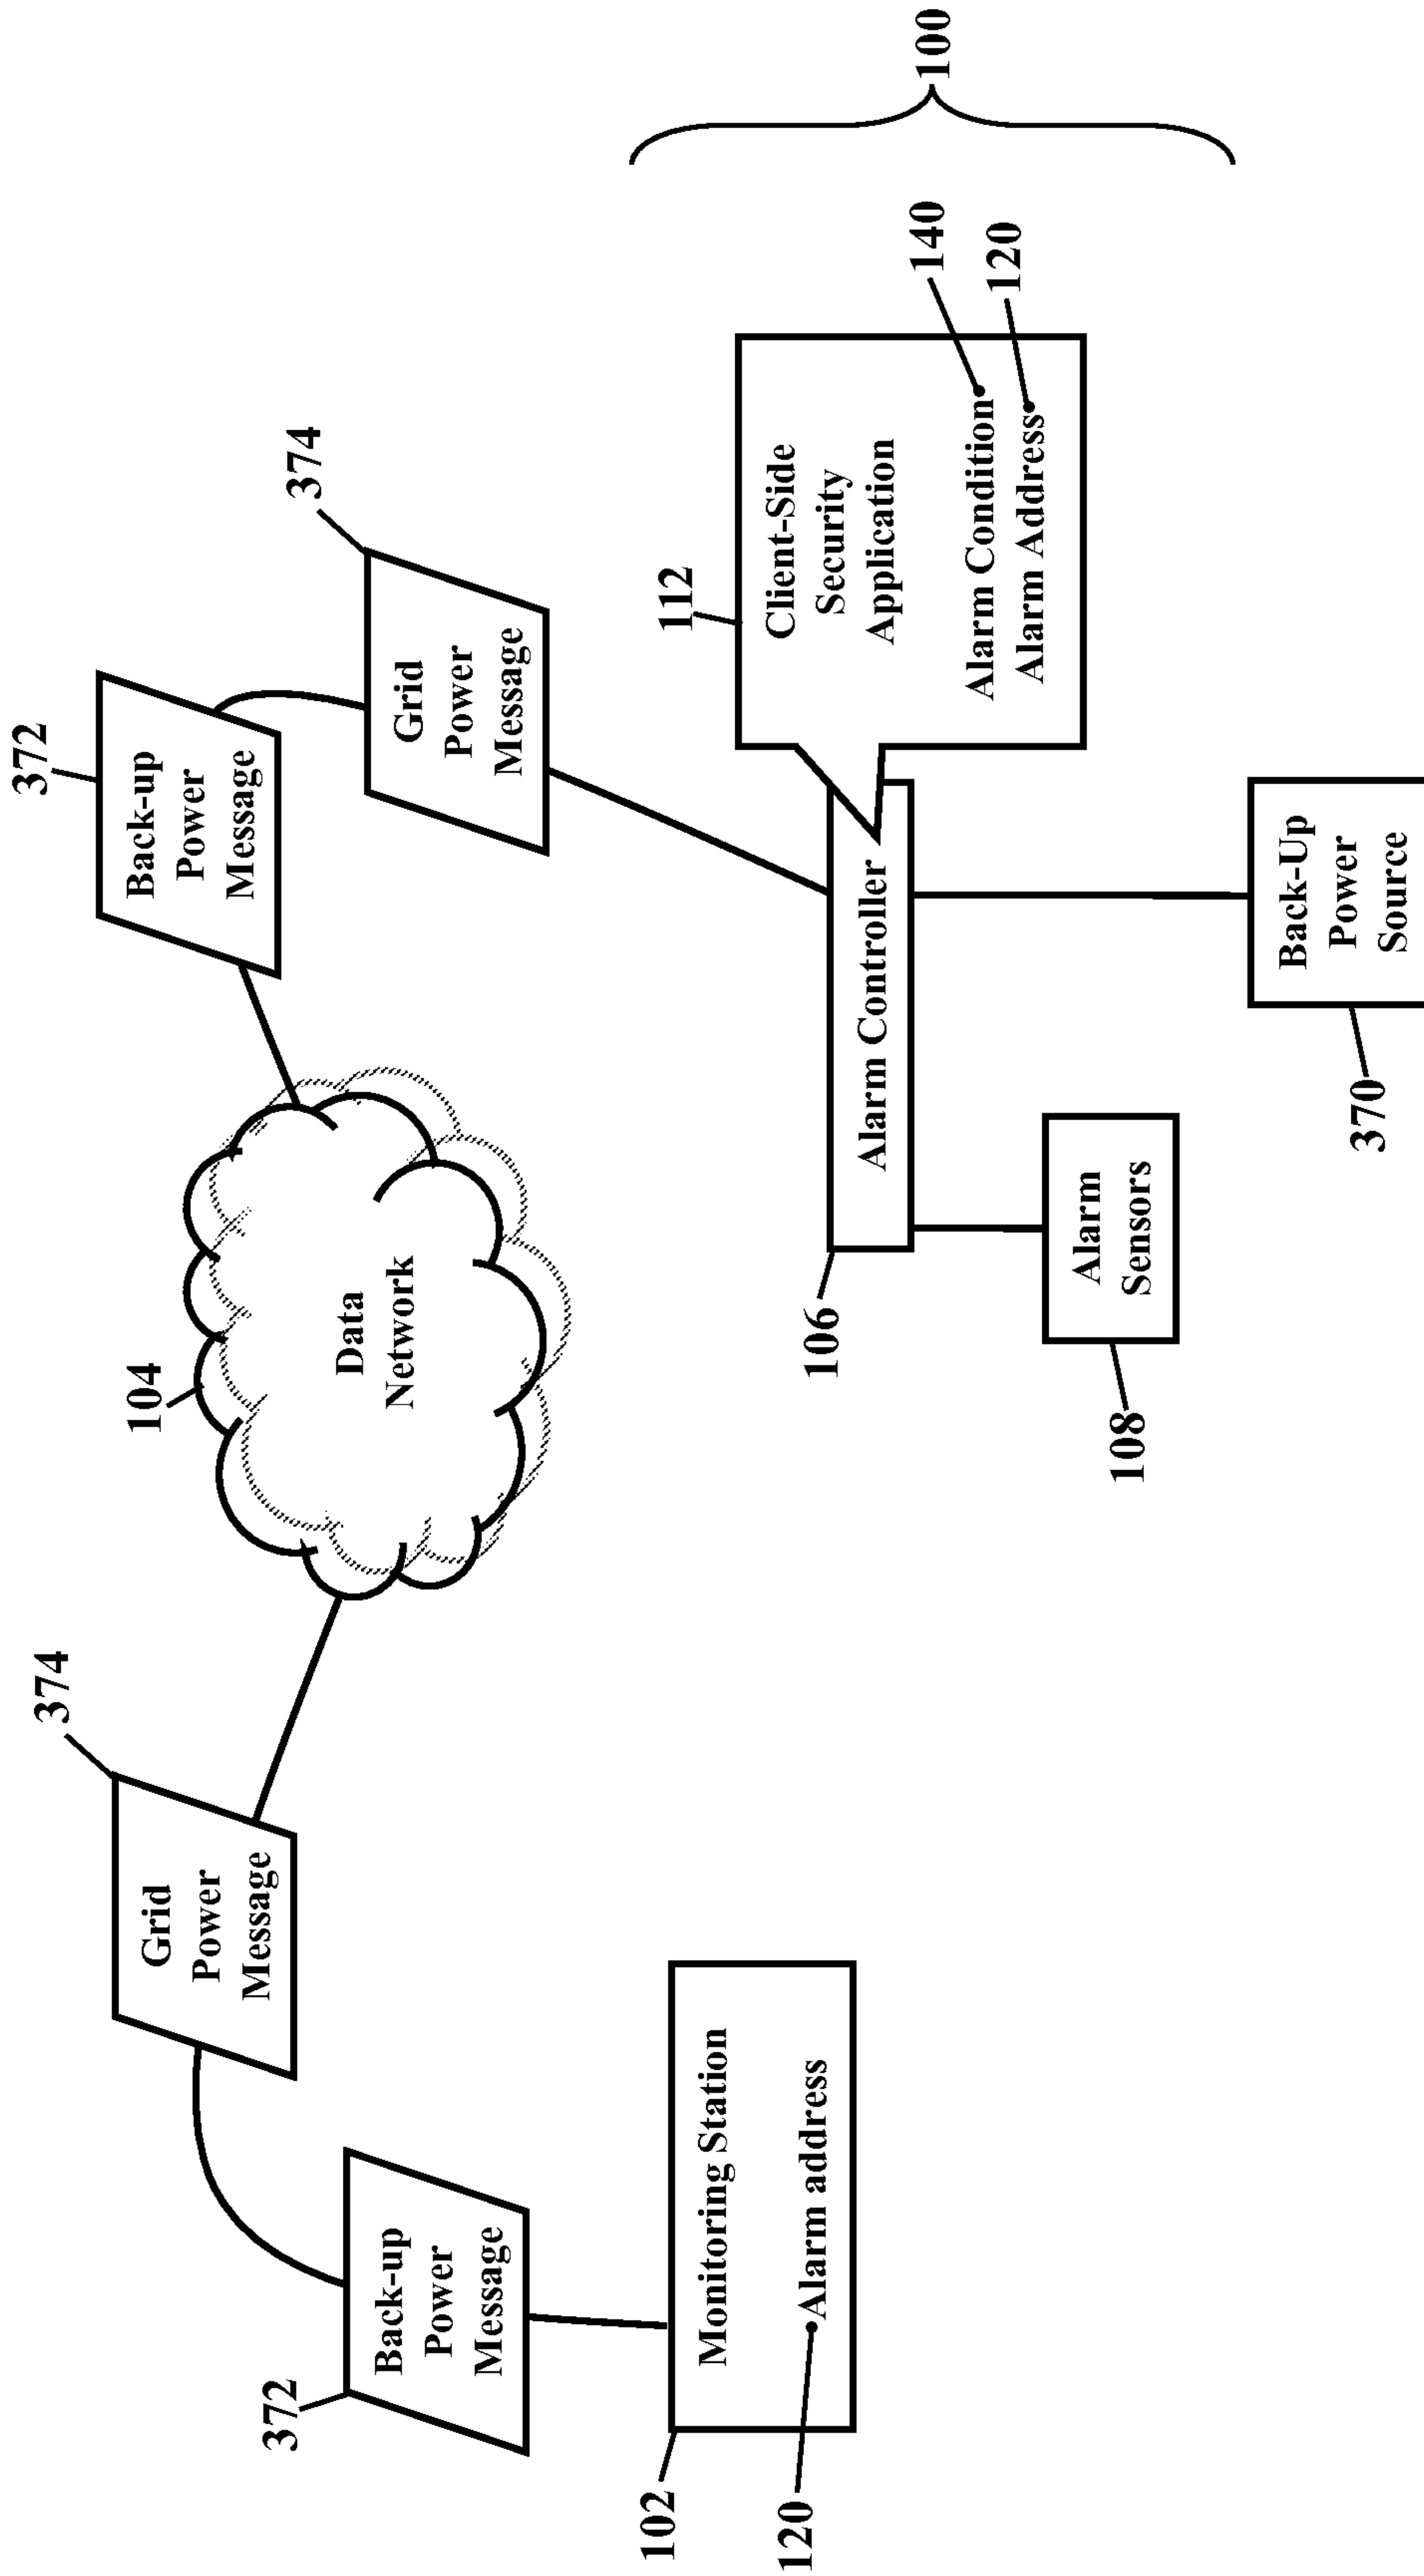 372
Back-up
Power
Message
374
Grid
Power
Message
104
Data
Network
374
Grid
Power
Message
372
Back-up
Power
Message
102
Monitoring Station
Alarm address
120
112
Client-Side
Security
Application
Alarm Condition
Alarm Address
140
120
100
106
Alarm Controller
108
Alarm
Sensors
370
Back-Up
Power
Source